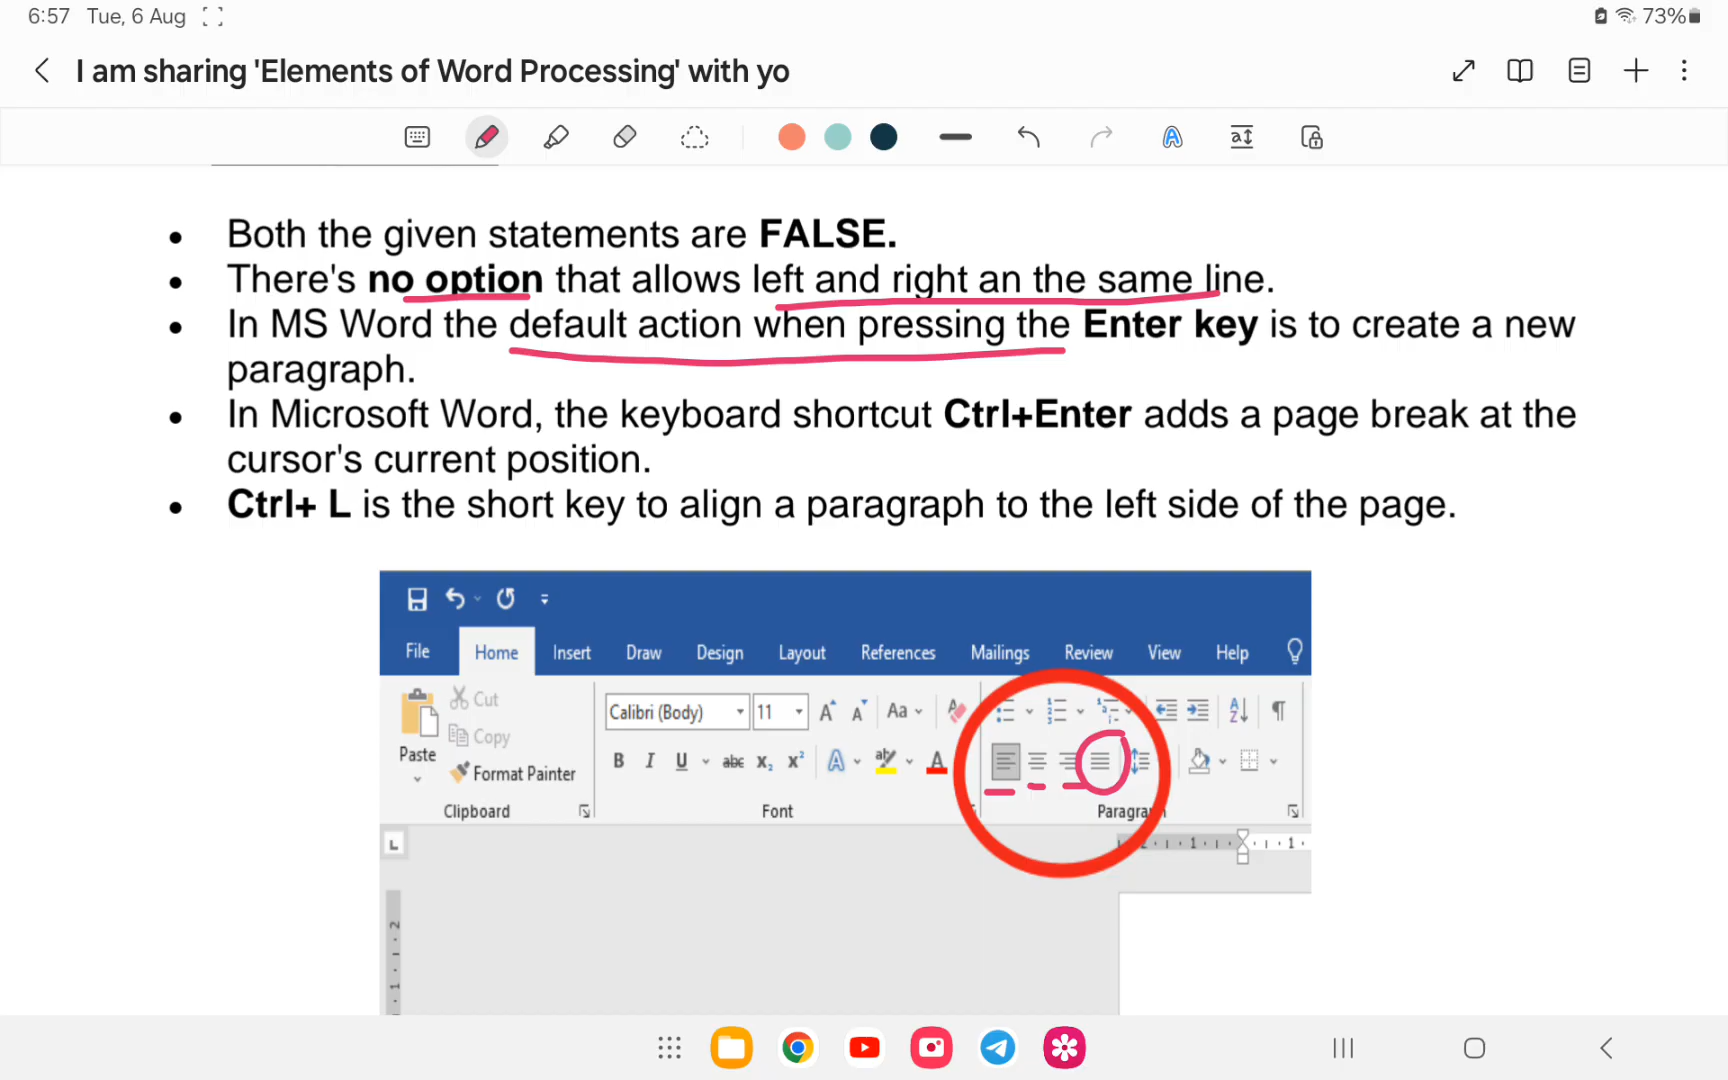 6:57 Tue, 6 Aug 73%
I am sharing 'Elements of Word Processing' with yo
• Both the given statements are FALSE.
• There's no option that allows left and right an the same line.
• In MS Word the default action when pressing the Enter key is to create a new
paragraph.
• In Microsoft Word, the keyboard shortcut Ctrl+Enter adds a page break at the
cursor's current position.
• Ctrl+ L is the short key to align a paragraph to the left side of the page.
File Home Insert Draw Design Layout References Mailings Review View Help
Cut
Copy
Paste
Format Painter
Calibri (Body) 11 Aa
B I U abc X₂ X² A ab A
Clipboard Font Paragraph